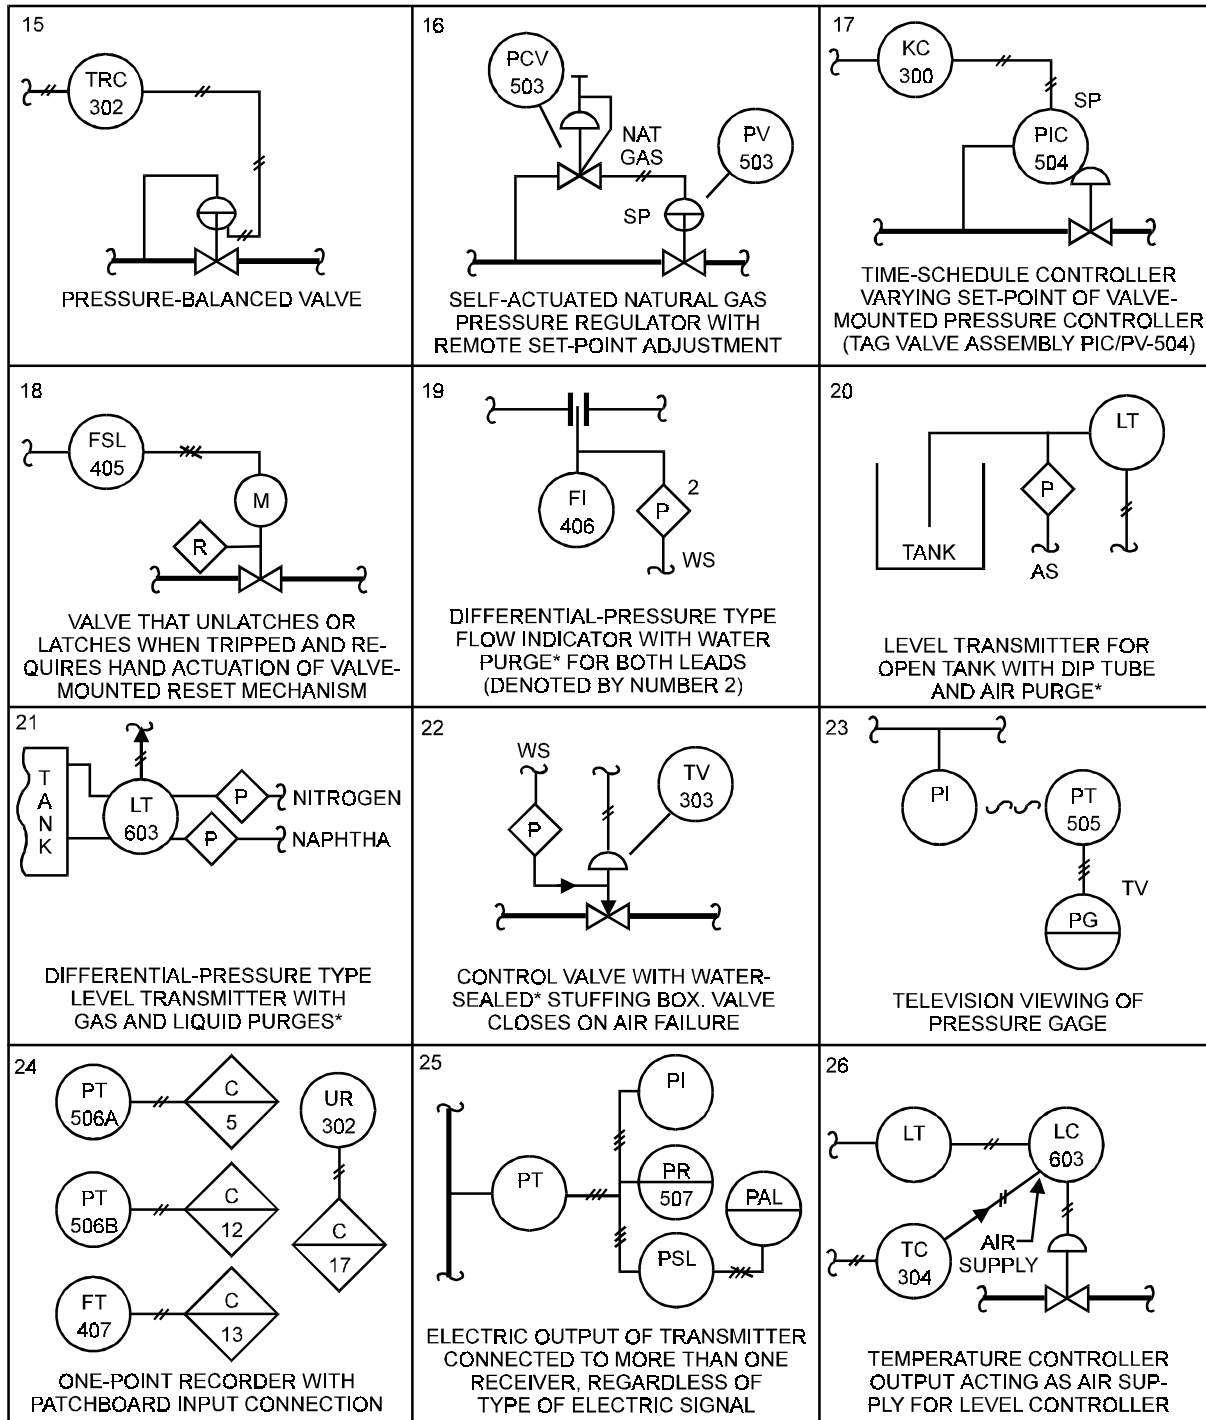 15
TRC
302
PRESSURE-BALANCED VALVE
16
PCV
503
NAT
GAS
PV
503
SP
SELF-ACTUATED NATURAL GAS
PRESSURE REGULATOR WITH
REMOTE SET-POINT ADJUSTMENT
17
KC
300
SP
PIC
504
TIME-SCHEDULE CONTROLLER
VARYING SET-POINT OF VALVE-
MOUNTED PRESSURE CONTROLLER
(TAG VALVE ASSEMBLY PIC/PV-504)
18
FSL
405
M
R
VALVE THAT UNLATCHES OR
LATCHES WHEN TRIPPED AND RE-
QUIRES HAND ACTUATION OF VALVE-
MOUNTED RESET MECHANISM
19
FI
406
2
P
WS
DIFFERENTIAL-PRESSURE TYPE
FLOW INDICATOR WITH WATER
PURGE* FOR BOTH LEADS
(DENOTED BY NUMBER 2)
20
LT
P
TANK
AS
LEVEL TRANSMITTER FOR
OPEN TANK WITH DIP TUBE
AND AIR PURGE*
21
TANK
LT
603
P
NITROGEN
P
NAPHTHA
DIFFERENTIAL-PRESSURE TYPE
LEVEL TRANSMITTER WITH
GAS AND LIQUID PURGES*
22
WS
P
TV
303
CONTROL VALVE WITH WATER-
SEALED* STUFFING BOX. VALVE
CLOSES ON AIR FAILURE
23
PI
PT
505
TV
PG
TELEVISION VIEWING OF
PRESSURE GAGE
24
PT
506A
C
5
UR
302
PT
506B
C
12
C
17
FT
407
C
13
ONE-POINT RECORDER WITH
PATCHBOARD INPUT CONNECTION
25
PI
PT
PR
507
PAL
PSL
ELECTRIC OUTPUT OF TRANSMITTER
CONNECTED TO MORE THAN ONE
RECEIVER, REGARDLESS OF
TYPE OF ELECTRIC SIGNAL
26
LT
LC
603
TC
304
AIR
SUPPLY
TEMPERATURE CONTROLLER
OUTPUT ACTING AS AIR SUP-
PLY FOR LEVEL CONTROLLER